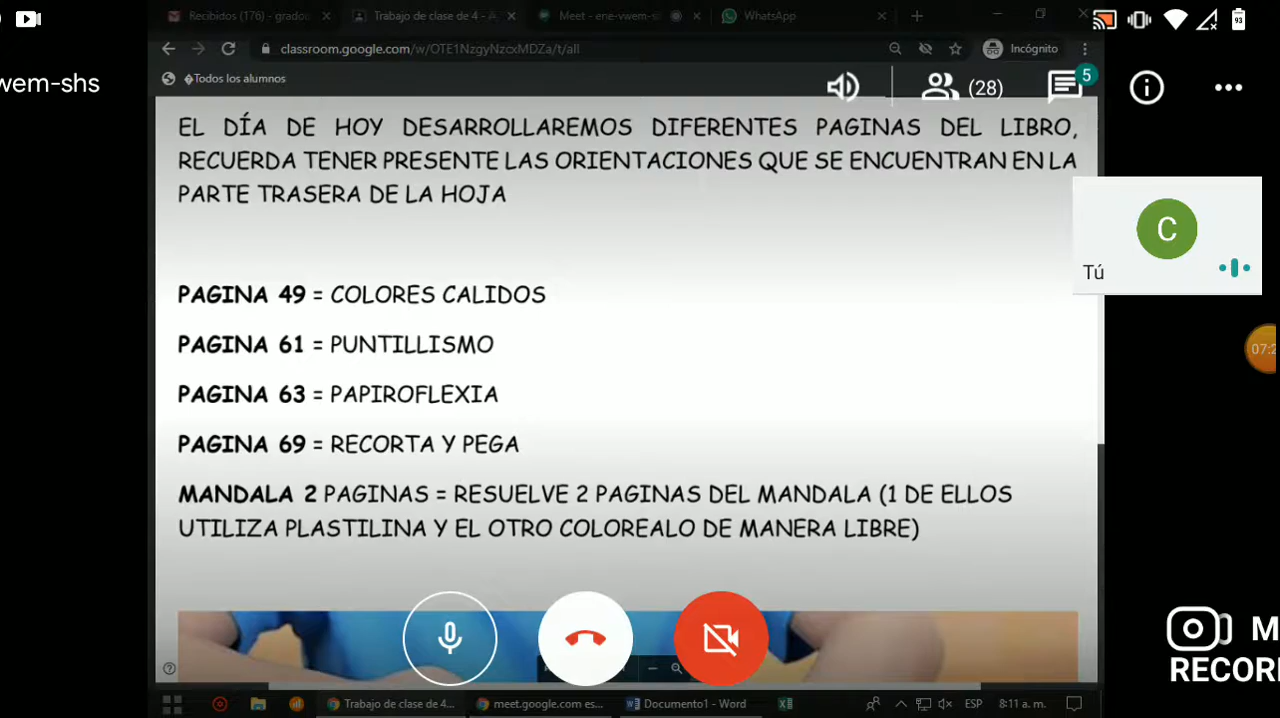 Recibidos (176) - grado
Trabajo de clase de 4 - A
Meet - ene-vwem-s
WhatsApp
93
classroom.google.com/w/OTE1NzgyNzcxMDZa/t/all
Incógnito
wem-shs
Todos los alumnos
(28)
5
EL DÍA DE HOY DESARROLLAREMOS DIFERENTES PAGINAS DEL LIBRO,
RECUERDA TENER PRESENTE LAS ORIENTACIONES QUE SE ENCUENTRAN EN LA
PARTE TRASERA DE LA HOJA
C
Tú
PAGINA 49 = COLORES CALIDOS
PAGINA 61 = PUNTILLISMO
07:2
PAGINA 63 = PAPIROFLEXIA
PAGINA 69 = RECORTA Y PEGA
MANDALA 2 PAGINAS = RESUELVE 2 PAGINAS DEL MANDALA (1 DE ELLOS
UTILIZA PLASTILINA Y EL OTRO COLOREALO DE MANERA LIBRE)
M
RECOR
Trabajo de clase de 4...
meet.google.com es...
Documento1 - Word
ESP
8:11 a. m.